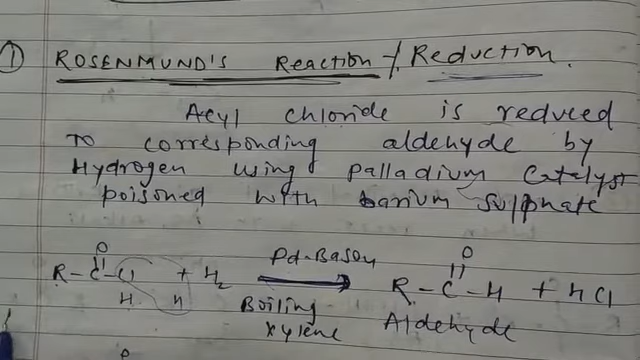 ① ROSENMUND'S Reaction / Reduction.
Acyl chloride is reduced
To corresponding aldehyde by
Hydrogen using palladium catalyst
poisoned with barium sulphate
O O
R-C-Cl + H2 Pd-BaSO4 R-C-H + HCl
H H Boiling Aldehyde
xylene